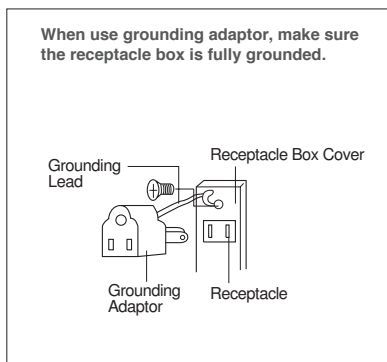 When use grounding adaptor, make sure
the receptacle box is fully grounded.
Grounding
Lead
Receptacle Box Cover
Grounding
Adaptor
Receptacle